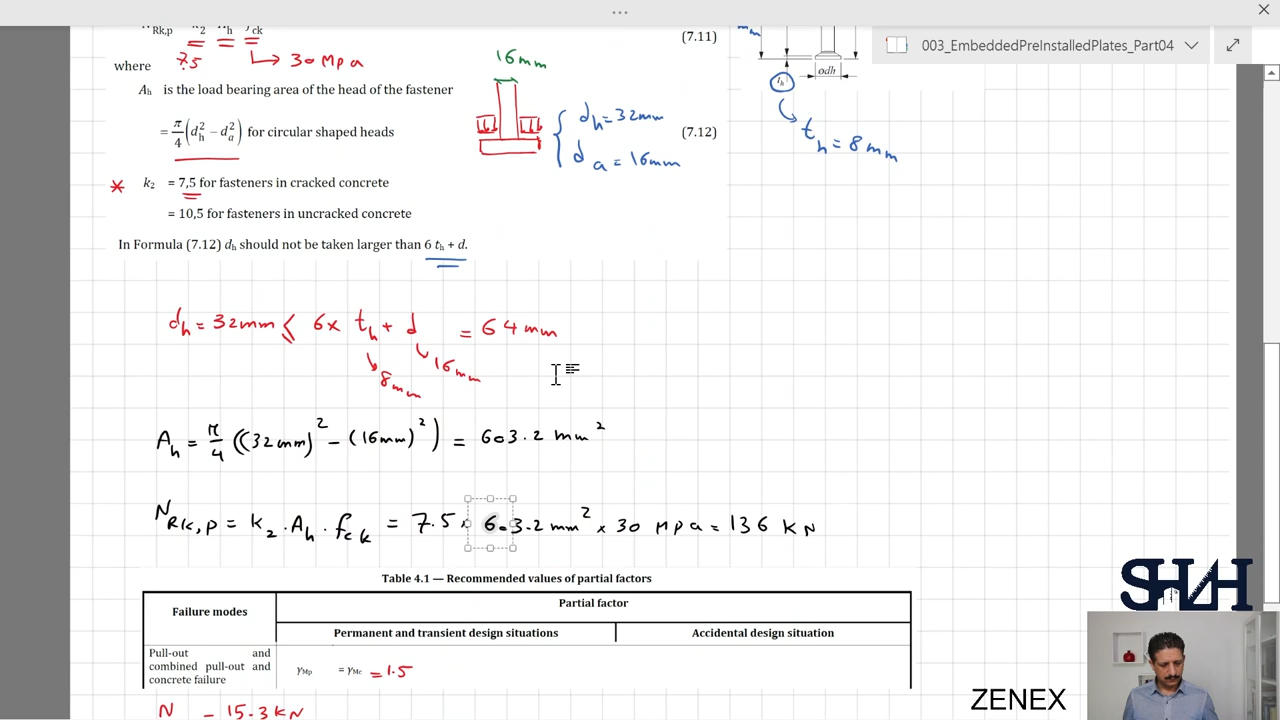 003_EmbeddedPreInstalledPlates_Part04
N Rk,p k2 Ah fck (7.11)
7.5 30 MPa
where
Ah is the load bearing area of the head of the fastener
= π/4 (dh² − da²) for circular shaped heads (7.12)
16mm
dh = 32mm
da = 16mm
ødh
th
th = 8mm
* k2 = 7,5 for fasteners in cracked concrete
= 10,5 for fasteners in uncracked concrete
In Formula (7.12) dh should not be taken larger than 6 th + d.
dh = 32mm < 6x th + d = 64mm
8mm 16mm
Ah = π/4 ((32mm)² − (16mm)²) = 603.2 mm²
NRK,p = k2 . Ah . fck = 7.5 x 603.2 mm² x 30 MPa = 136 kN
Table 4.1 — Recommended values of partial factors
Failure modes Partial factor
Permanent and transient design situations Accidental design situation
Pull-out and
combined pull-out and
concrete failure
γMp = γMc = 1.5
N = 15.3 kN
SHZH
ZENEX